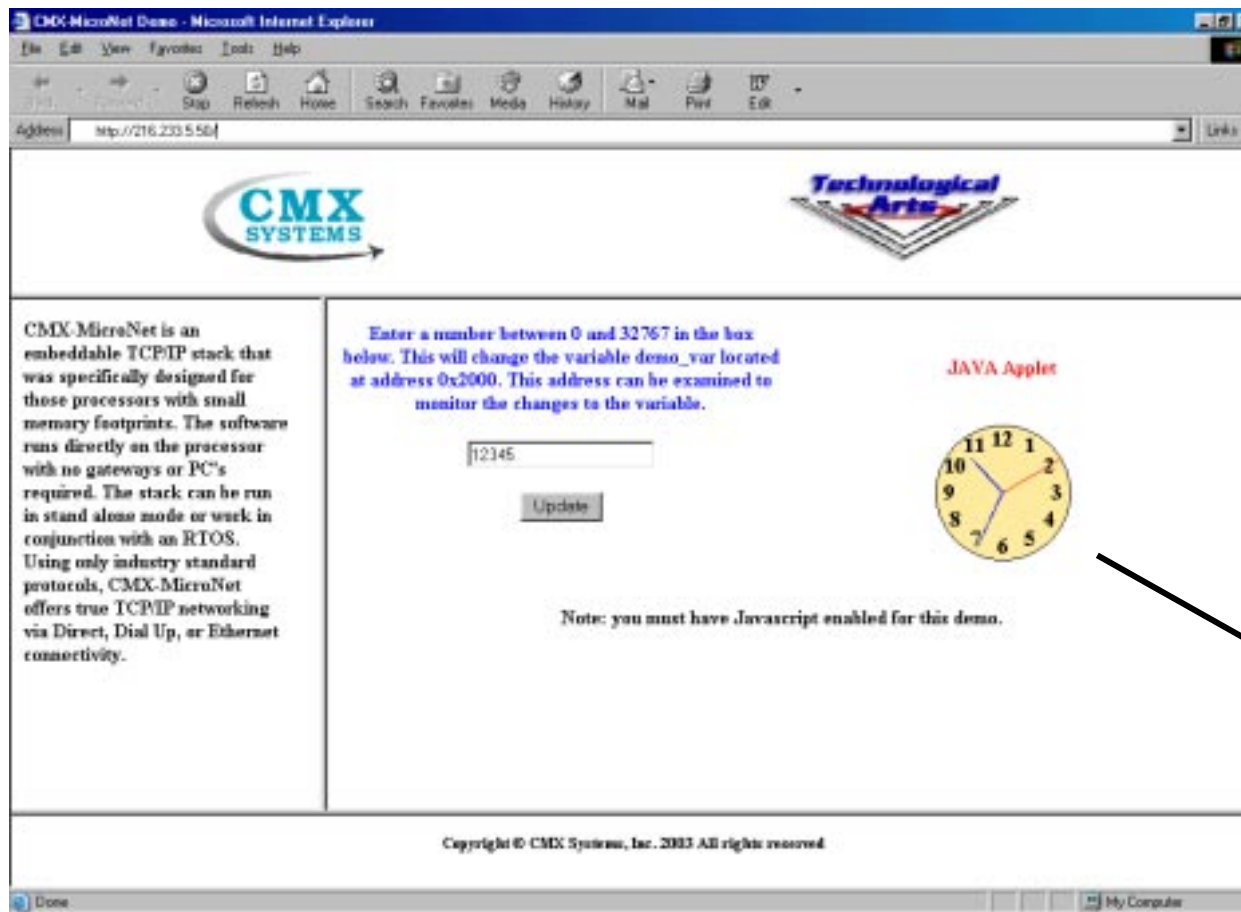 CMX-MicroNet Demo - Microsoft Internet Explorer
File Edit View Favorites Tools Help
Stop Refresh Home Search Favorites Media History Mail Print Edit
Address http://216.233.5.50/ Links
CMX
SYSTEMS
Technological
Arts
CMX-MicroNet is an
embeddable TCP/IP stack that
was specifically designed for
those processors with small
memory footprints. The software
runs directly on the processor
with no gateways or PC's
required. The stack can be run
in stand alone mode or work in
conjunction with an RTOS.
Using only industry standard
protocols, CMX-MicroNet
offers true TCP/IP networking
via Direct, Dial Up, or Ethernet
connectivity.
Enter a number between 0 and 32767 in the box
below. This will change the variable demo_var located
at address 0x2000. This address can be examined to
monitor the changes to the variable.
12345
Update
JAVA Applet
12 1 2 3 4 5 6 7 8 9 10 11
Note: you must have Javascript enabled for this demo.
Copyright © CMX Systems, Inc. 2003 All rights reserved
Done My Computer